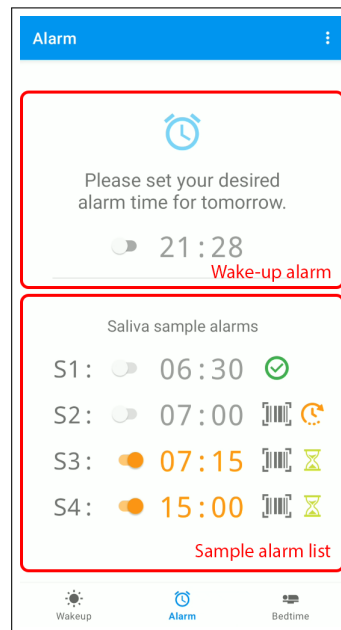 Alarm
Please set your desired
alarm time for tomorrow.
21:28
Wake-up alarm
Saliva sample alarms
S1: 06:30
S2: 07:00
S3: 07:15
S4: 15:00
Sample alarm list
Wakeup Alarm Bedtime